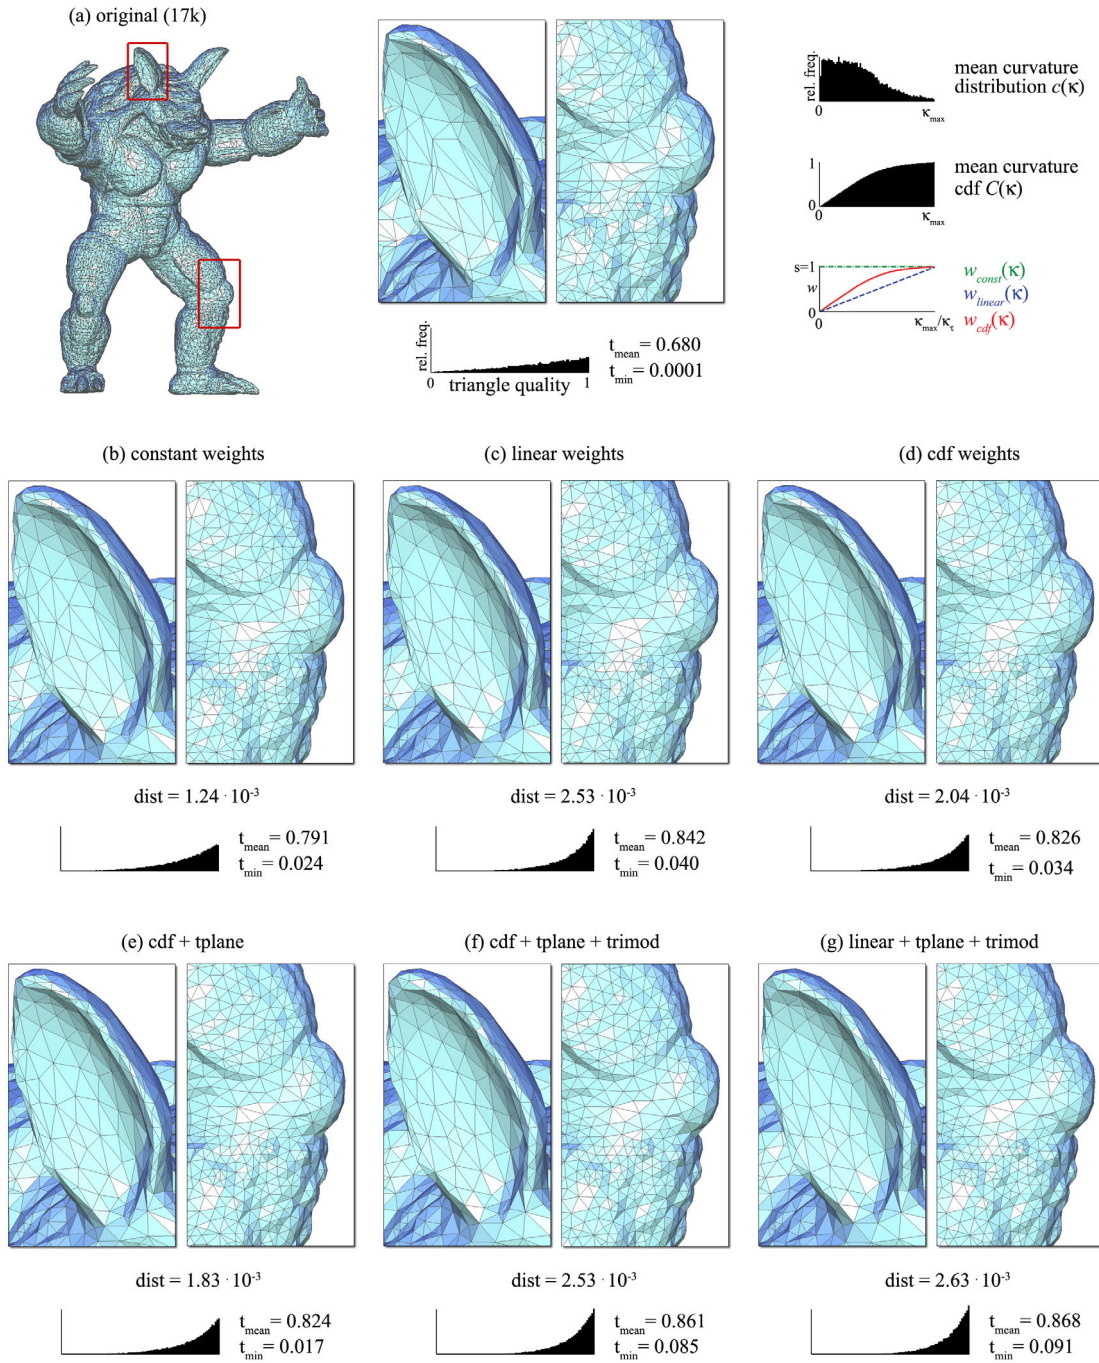 (a) original (17k)
rel. freq.
0
κmax
mean curvature
distribution c(κ)
1
0
0
κmax
mean curvature
cdf C(κ)
s=1
w
0
κmax/κτ
wconst(κ)
wlinear(κ)
wcdf(κ)
rel. freq.
0
triangle quality
1
tmean= 0.680
tmin= 0.0001
(b) constant weights
(c) linear weights
(d) cdf weights
dist = 1.24 · 10-3
dist = 2.53 · 10-3
dist = 2.04 · 10-3
tmean= 0.791
tmin= 0.024
tmean= 0.842
tmin= 0.040
tmean= 0.826
tmin= 0.034
(e) cdf + tplane
(f) cdf + tplane + trimod
(g) linear + tplane + trimod
dist = 1.83 · 10-3
dist = 2.53 · 10-3
dist = 2.63 · 10-3
tmean= 0.824
tmin= 0.017
tmean= 0.861
tmin= 0.085
tmean= 0.868
tmin= 0.091